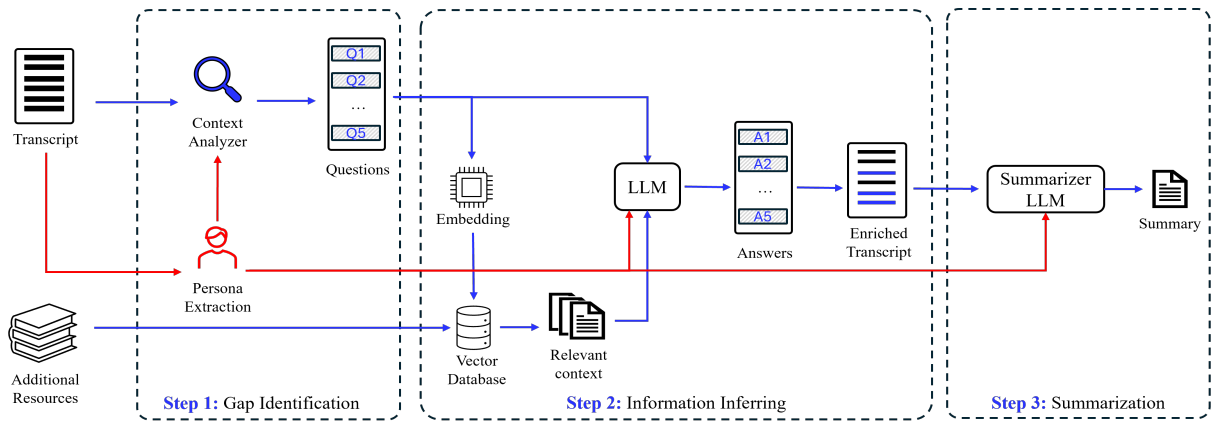 Transcript
Additional
Resources
Context
Analyzer
Persona
Extraction
Q1
Q2
...
Q5
Questions
Step 1: Gap Identification
Embedding
Vector
Database
Relevant
context
LLM
A1
A2
...
A5
Answers
Enriched
Transcript
Step 2: Information Inferring
Summarizer
LLM
Summary
Step 3: Summarization